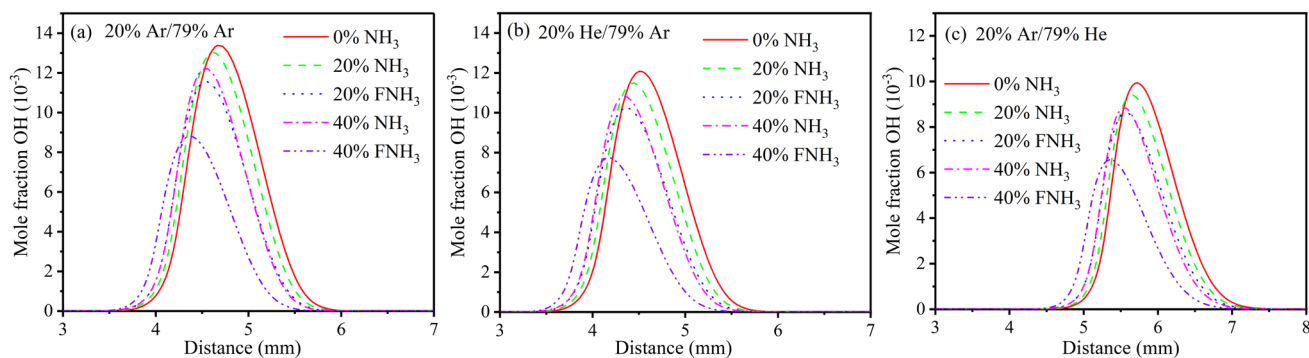 (a) 20% Ar/79% Ar
0% NH₃
20% NH₃
20% FNH₃
40% NH₃
40% FNH₃
Mole fraction OH (10⁻³)
14
12
10
8
6
4
2
0
3 4 5 6 7
Distance (mm)
(b) 20% He/79% Ar
0% NH₃
20% NH₃
20% FNH₃
40% NH₃
40% FNH₃
Mole fraction OH (10⁻³)
14
12
10
8
6
4
2
0
3 4 5 6 7
Distance (mm)
(c) 20% Ar/79% He
0% NH₃
20% NH₃
20% FNH₃
40% NH₃
40% FNH₃
Mole fraction OH (10⁻³)
12
10
8
6
4
2
0
3 4 5 6 7 8
Distance (mm)